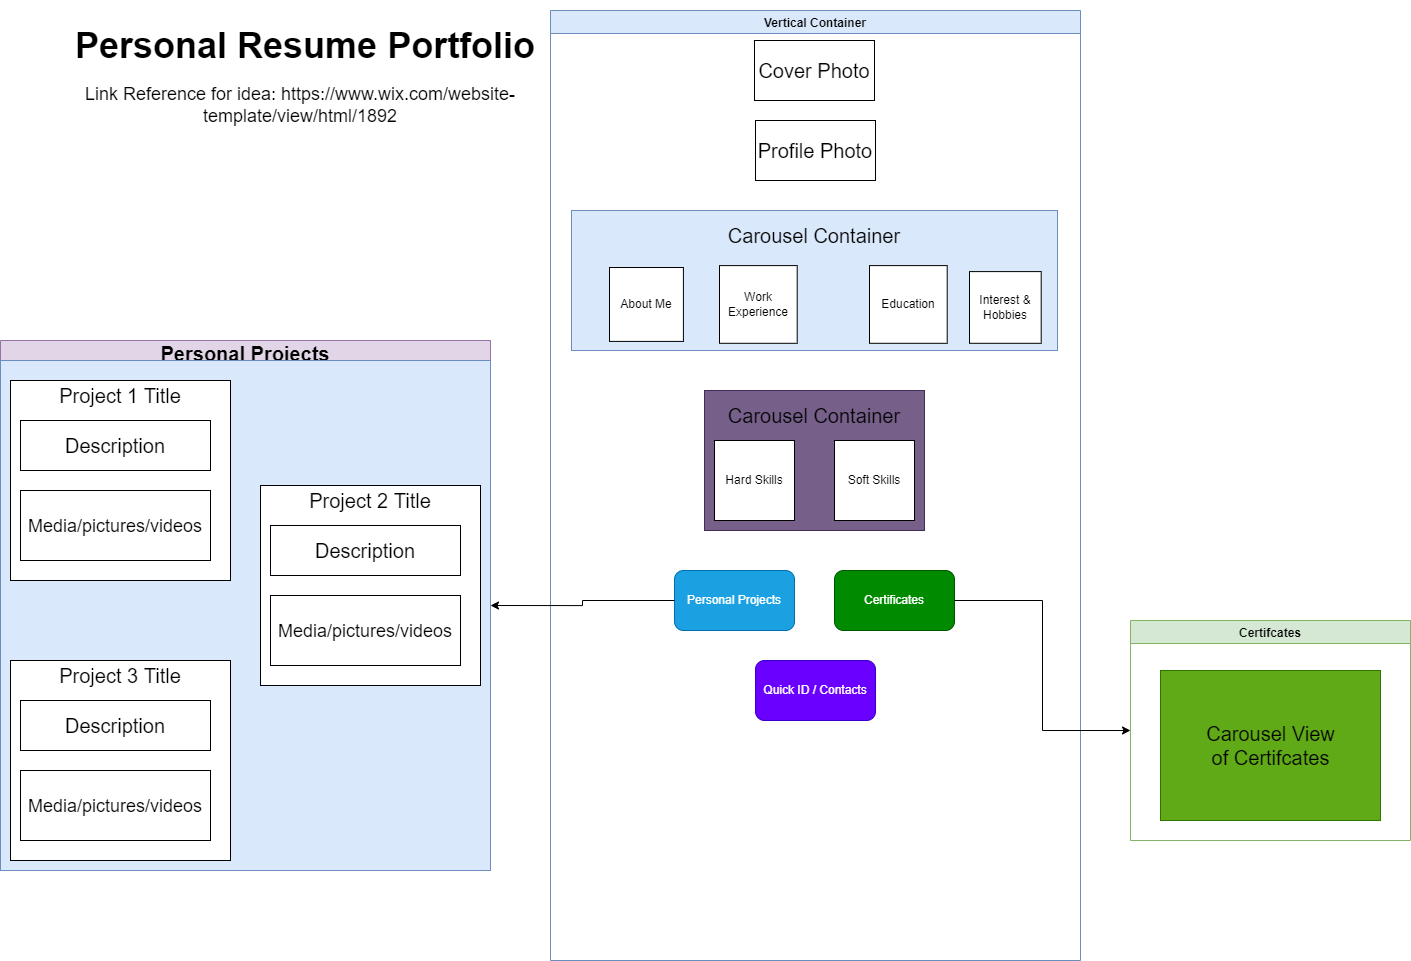 Personal Resume Portfolio
Link Reference for idea: https://www.wix.com/website-
template/view/html/1892
Vertical Container
Cover Photo
Profile Photo
Carousel Container
About Me
Work
Experience
Education
Interest &
Hobbies
Carousel Container
Hard Skills
Soft Skills
Personal Projects
Certificates
Quick ID / Contacts
Personal Projects
Project 1 Title
Description
Media/pictures/videos
Project 2 Title
Description
Media/pictures/videos
Project 3 Title
Description
Media/pictures/videos
Certifcates
Carousel View
of Certifcates